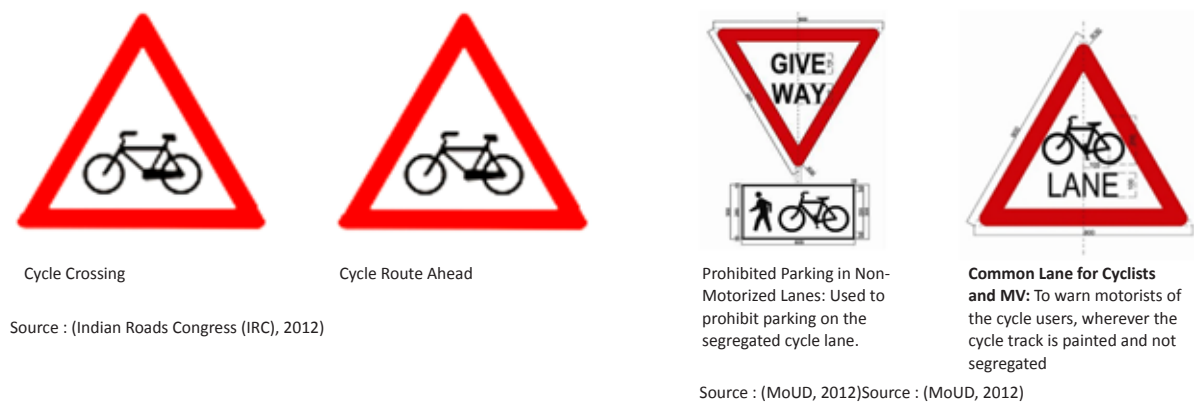 GIVE
WAY
LANE
Cycle Crossing
Cycle Route Ahead
Source : (Indian Roads Congress (IRC), 2012)
Prohibited Parking in Non-
Motorized Lanes: Used to
prohibit parking on the
segregated cycle lane.
Common Lane for Cyclists
and MV: To warn motorists of
the cycle users, wherever the
cycle track is painted and not
segregated
Source : (MoUD, 2012)Source : (MoUD, 2012)